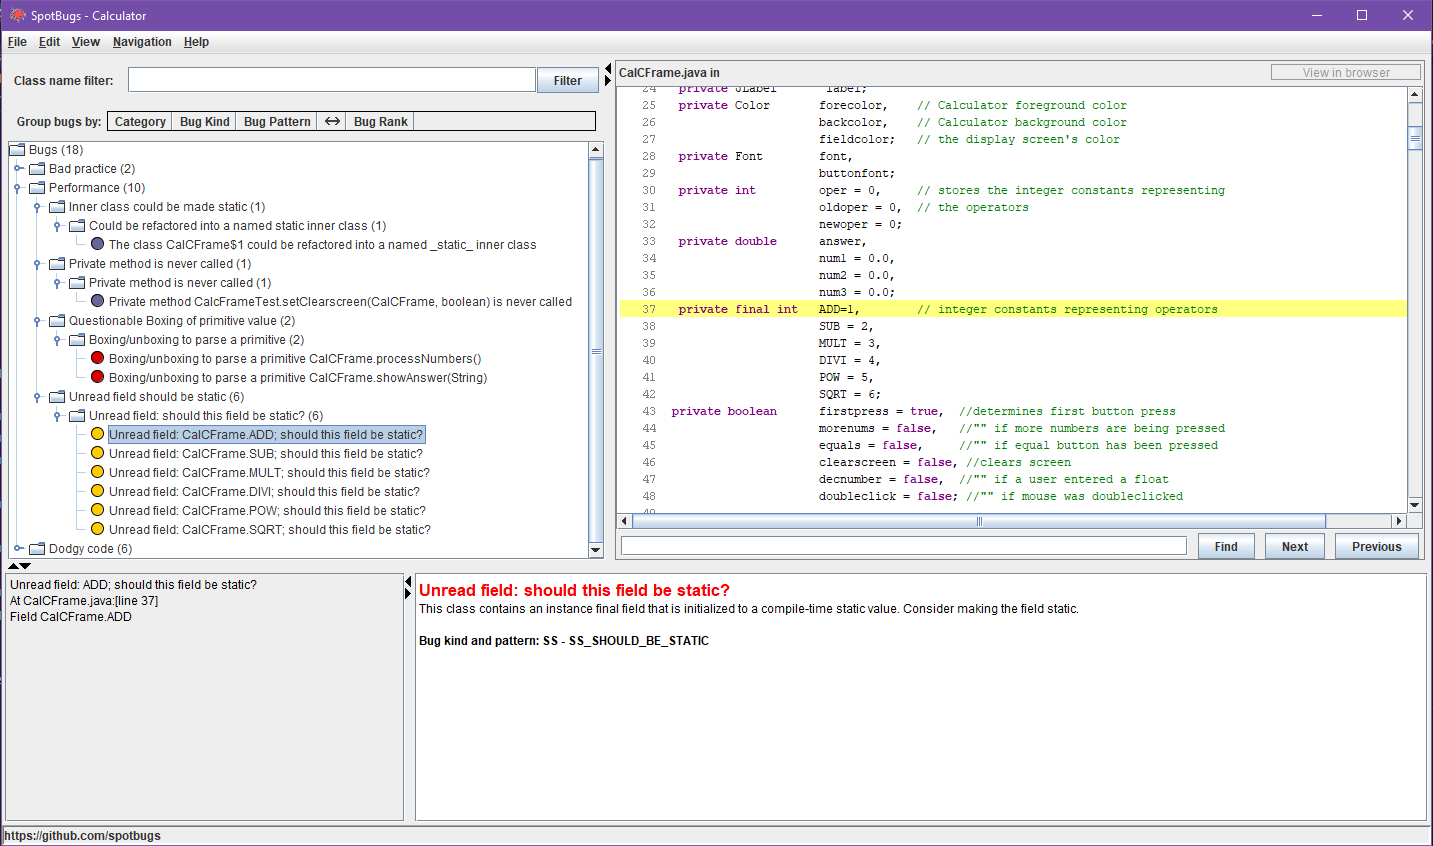 SpotBugs - Calculator
File Edit View Navigation Help
Class name filter: Filter
Group bugs by: Category Bug Kind Bug Pattern Bug Rank
Bugs (18)
Bad practice (2)
Performance (10)
Inner class could be made static (1)
Could be refactored into a named static inner class (1)
The class CalCFrame$1 could be refactored into a named _static_ inner class
Private method is never called (1)
Private method is never called (1)
Private method CalcFrameTest.setClearscreen(CalCFrame, boolean) is never called
Questionable Boxing of primitive value (2)
Boxing/unboxing to parse a primitive (2)
Boxing/unboxing to parse a primitive CalCFrame.processNumbers()
Boxing/unboxing to parse a primitive CalCFrame.showAnswer(String)
Unread field should be static (6)
Unread field: should this field be static? (6)
Unread field: CalCFrame.ADD; should this field be static?
Unread field: CalCFrame.SUB; should this field be static?
Unread field: CalCFrame.MULT; should this field be static?
Unread field: CalCFrame.DIVI; should this field be static?
Unread field: CalCFrame.POW; should this field be static?
Unread field: CalCFrame.SQRT; should this field be static?
Dodgy code (6)
CalCFrame.java in View in browser
24 private JLabel label;
25 private Color forecolor, // Calculator foreground color
26 backcolor, // Calculator background color
27 fieldcolor; // the display screen's color
28 private Font font,
29 buttonfont;
30 private int oper = 0, // stores the integer constants representing
31 oldoper = 0, // the operators
32 newoper = 0;
33 private double answer,
34 num1 = 0.0,
35 num2 = 0.0,
36 num3 = 0.0;
37 private final int ADD=1, // integer constants representing operators
38 SUB = 2,
39 MULT = 3,
40 DIVI = 4,
41 POW = 5,
42 SQRT = 6;
43 private boolean firstpress = true, //determines first button press
44 morenums = false, //"" if more numbers are being pressed
45 equals = false, //"" if equal button has been pressed
46 clearscreen = false, //clears screen
47 decnumber = false, //"" if a user entered a float
48 doubleclick = false; //"" if mouse was doubleclicked
Find Next Previous
Unread field: ADD; should this field be static?
At CalCFrame.java:[line 37]
Field CalCFrame.ADD
Unread field: should this field be static?
This class contains an instance final field that is initialized to a compile-time static value. Consider making the field static.
Bug kind and pattern: SS - SS_SHOULD_BE_STATIC
https://github.com/spotbugs